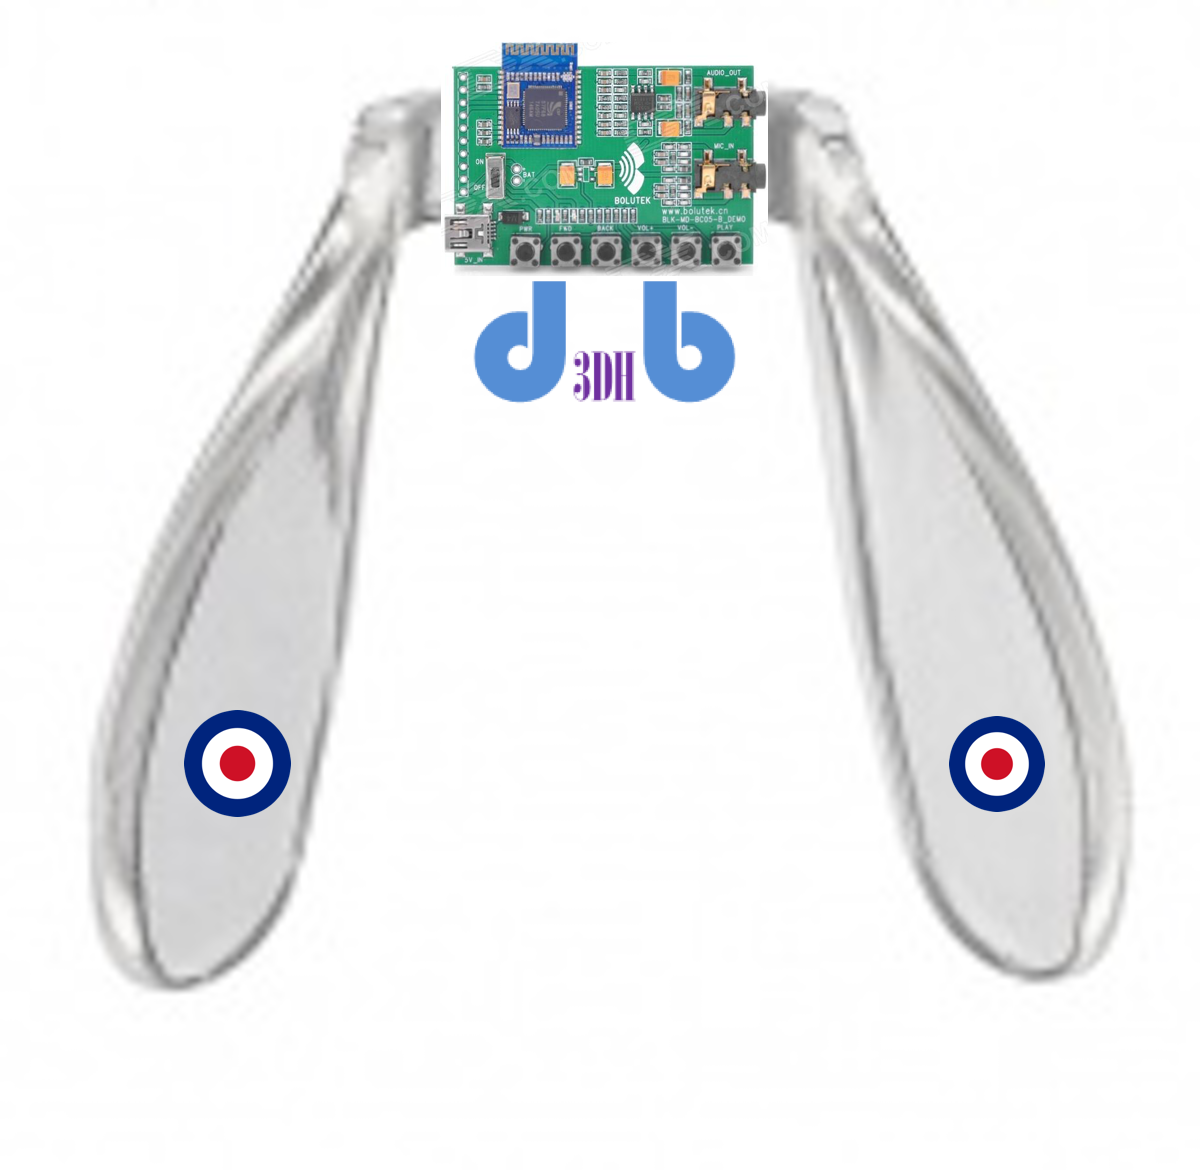 AUDIO_OUT
ON
OFF
BAT
MIC_IN
BOLUTEK
www.bolutek.cn
BLK-MD-BC05-B_DEMO
PWR FWD BACK VOL+ VOL- PLAY
5V_IN
d 3DH b